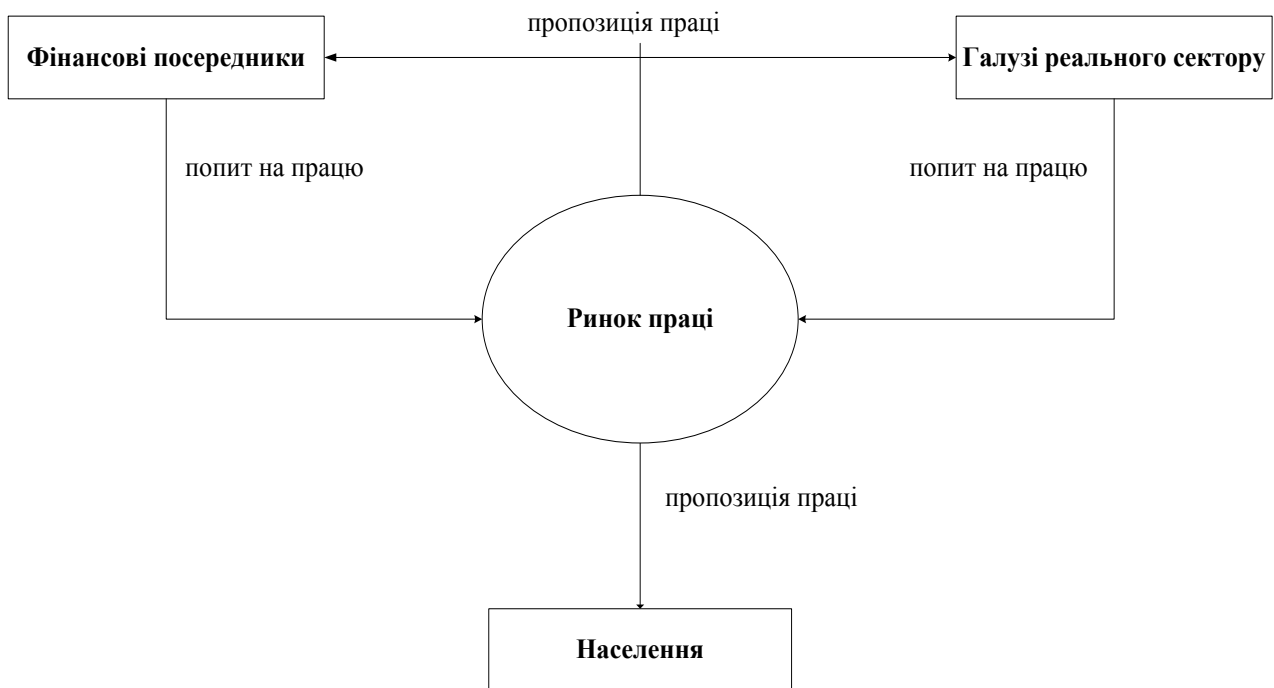 пропозиція праці
Фінансові посередники
Галузі реального сектору
попит на працю
попит на працю
Ринок праці
пропозиція праці
Населення